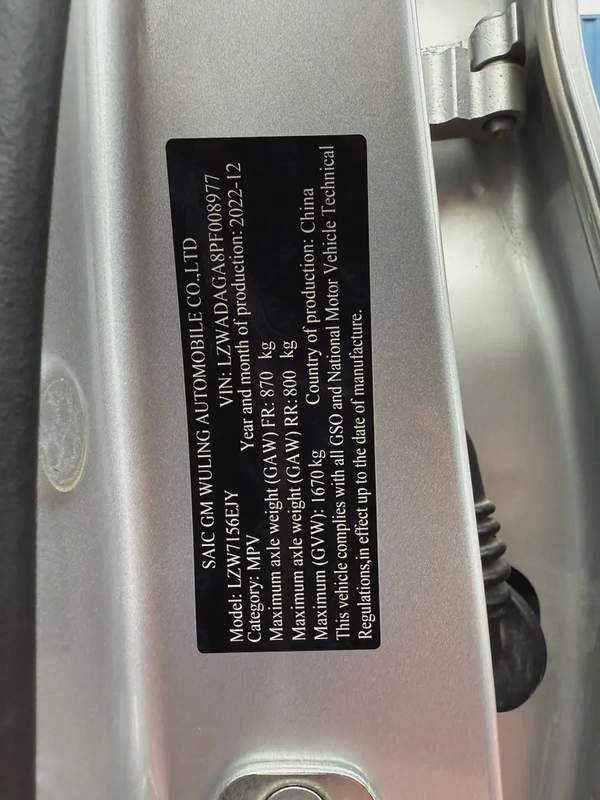 SAIC GM WULING AUTOMOBILE CO.,LTD
Model: LZW7156EJY VIN: LZWADAGA8PF008977
Category: MPV Year and month of production: 2022-12
Maximum axle weight (GAW) FR: 870 kg
Maximum axle weight (GAW) RR: 800 kg
Maximum (GVW): 1670 kg Country of production: China
This vehicle complies with all GSO and National Motor Vehicle Technical
Regulations,in effect up to the date of manufacture.